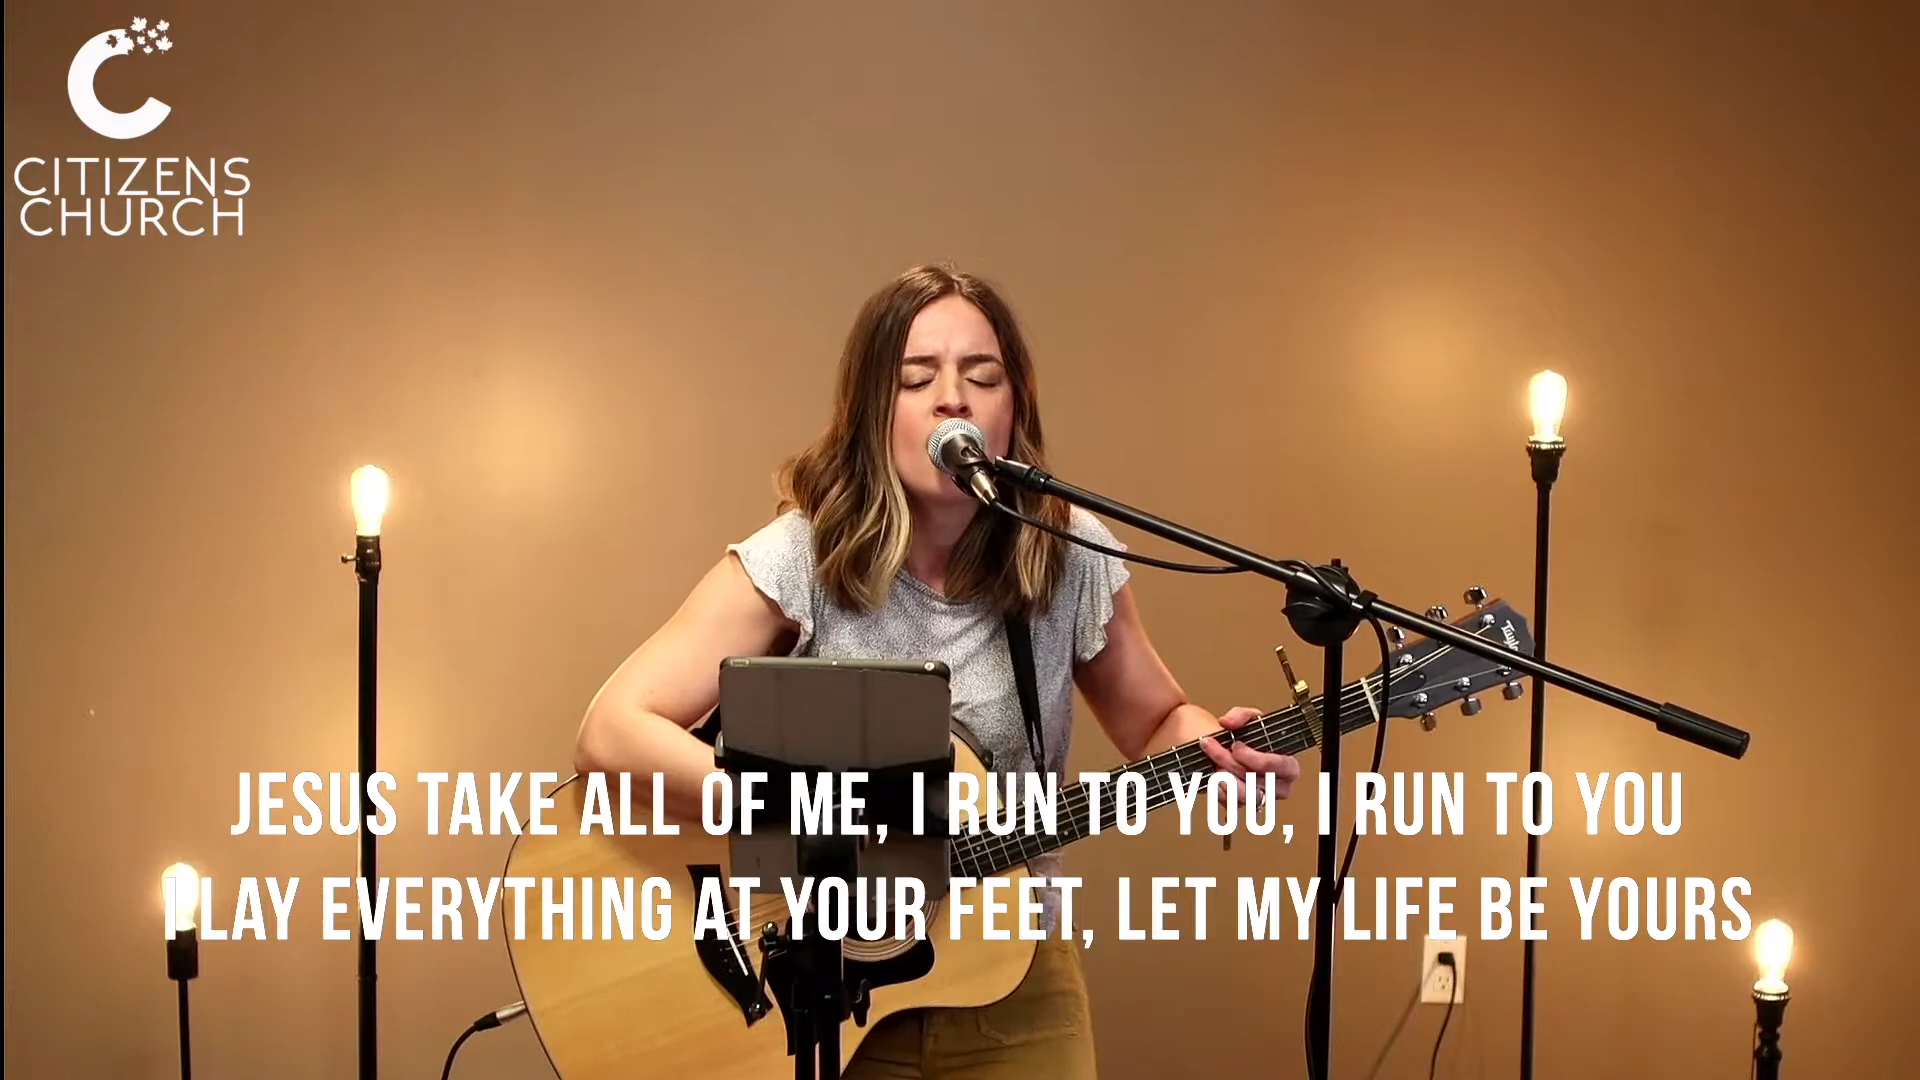 CITIZENS
CHURCH
Taylor
JESUS TAKE ALL OF ME, I RUN TO YOU, I RUN TO YOU
I LAY EVERYTHING AT YOUR FEET, LET MY LIFE BE YOURS